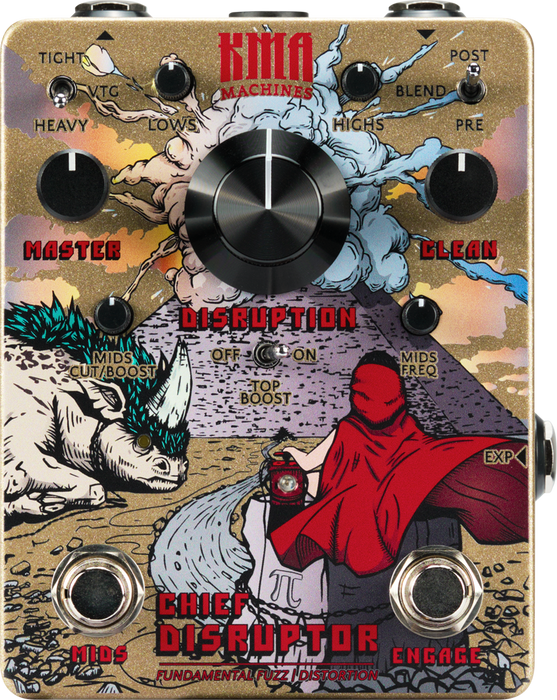 KMA
MACHINES
TIGHT
VTG
HEAVY
LOWS
POST
BLEND
HIGHS
PRE
MASTER
CLEAN
DISRUPTION
MIDS
CUT/BOOST
OFF
ON
TOP
BOOST
MIDS
FREQ
EXP
π
CHIEF
DISRUPTOR
MIDS
ENGAGE
FUNDAMENTAL FUZZ | DISTORTION